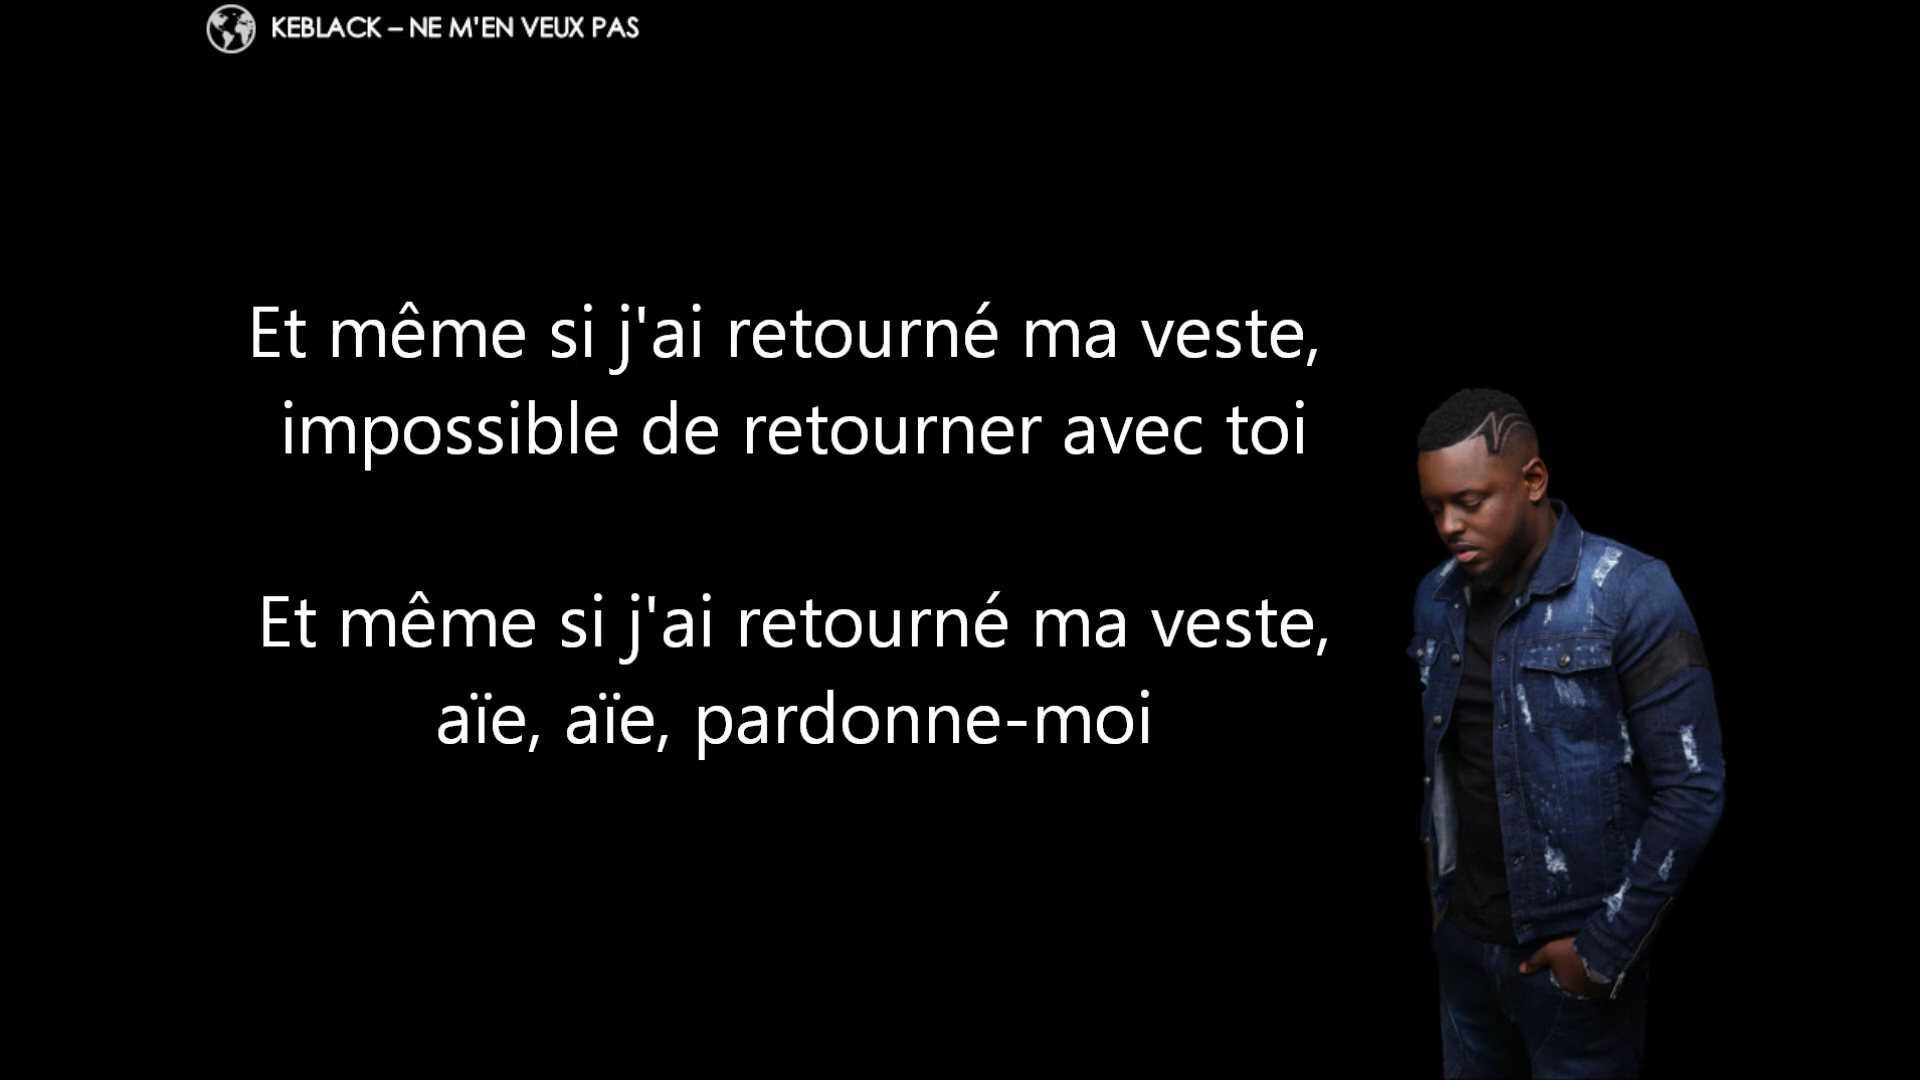 KEBLACK – NE M'EN VEUX PAS
Et même si j'ai retourné ma veste,
impossible de retourner avec toi
Et même si j'ai retourné ma veste,
aïe, aïe, pardonne-moi